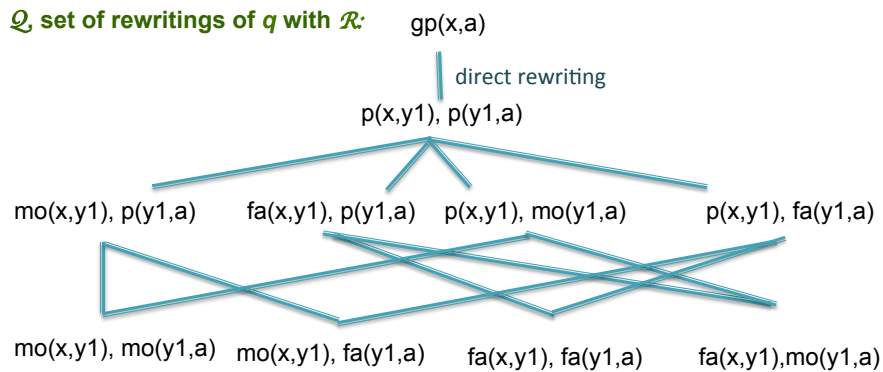 𝒬, set of rewritings of q with ℛ:
gp(x,a)
direct rewriting
p(x,y1), p(y1,a)
mo(x,y1), p(y1,a) fa(x,y1), p(y1,a) p(x,y1), mo(y1,a) p(x,y1), fa(y1,a)
mo(x,y1), mo(y1,a) mo(x,y1), fa(y1,a) fa(x,y1), fa(y1,a) fa(x,y1),mo(y1,a)